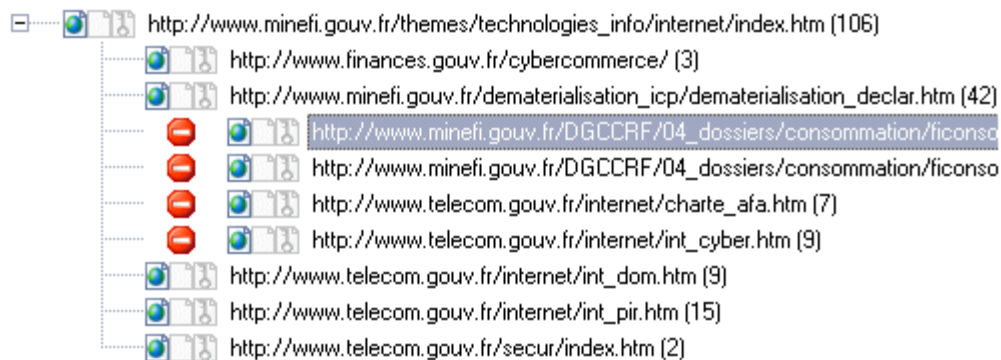 http://www.minefi.gouv.fr/themes/technologies_info/internet/index.htm (106)
http://www.finances.gouv.fr/cybercommerce/ (3)
http://www.minefi.gouv.fr/dematerialisation_icp/dematerialisation_declar.htm (42)
http://www.minefi.gouv.fr/DGCCRF/04_dossiers/consommation/ficonso
http://www.minefi.gouv.fr/DGCCRF/04_dossiers/consommation/ficonso
http://www.telecom.gouv.fr/internet/charte_afa.htm (7)
http://www.telecom.gouv.fr/internet/int_cyber.htm (9)
http://www.telecom.gouv.fr/internet/int_dom.htm (9)
http://www.telecom.gouv.fr/internet/int_pir.htm (15)
http://www.telecom.gouv.fr/secur/index.htm (2)